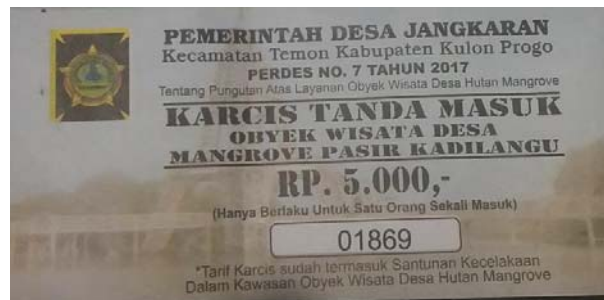 PEMERINTAH DESA JANGKARAN
Kecamatan Temon Kabupaten Kulon Progo
PERDES NO. 7 TAHUN 2017
Tentang Pungutan Atas Layanan Obyek Wisata Desa Hutan Mangrove
KARCIS TANDA MASUK
OBYEK WISATA DESA
MANGROVE PASIR KADILANGU
RP. 5.000,-
(Hanya Berlaku Untuk Satu Orang Sekali Masuk)
01869
*Tarif Karcis sudah termasuk Santunan Kecelakaan
Dalam Kawasan Obyek Wisata Desa Hutan Mangrove